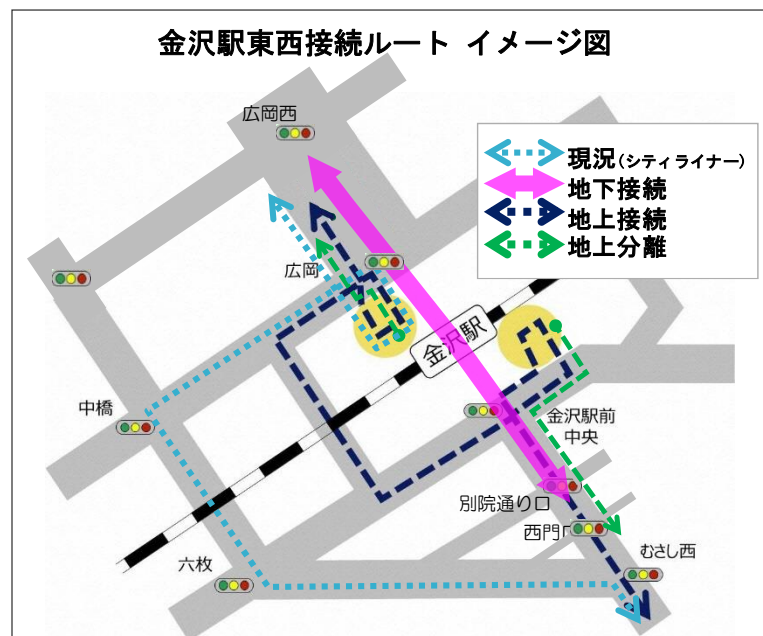 金沢駅東西接続ルート イメージ図
広岡西
現況(シティライナー)
地下接続
地上接続
地上分離
広岡
金沢駅
中橋
金沢駅前
中央
別院通り口
西門口
むさし西
六枚